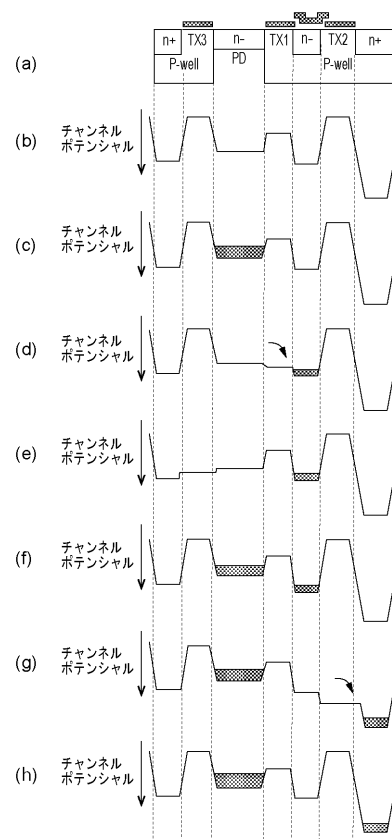 n+ TX3 n- TX1 n- TX2 n+
(a) P-well PD P-well
(b) チャンネル
ポテンシャル
(c) チャンネル
ポテンシャル
(d) チャンネル
ポテンシャル
(e) チャンネル
ポテンシャル
(f) チャンネル
ポテンシャル
(g) チャンネル
ポテンシャル
(h) チャンネル
ポテンシャル